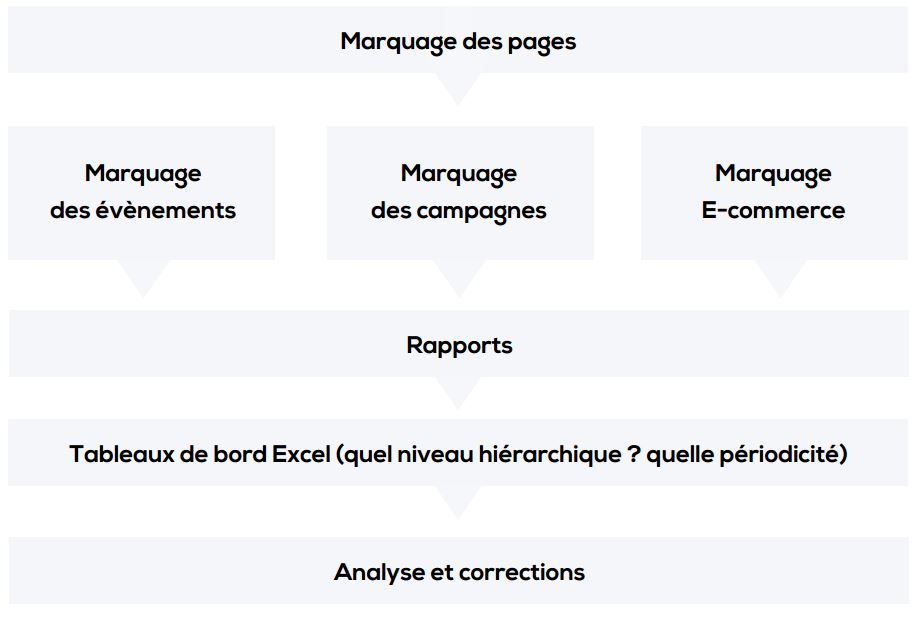 Marquage des pages
Marquage
des évènements
Marquage
des campagnes
Marquage
E-commerce
Rapports
Tableaux de bord Excel (quel niveau hiérarchique ? quelle périodicité)
Analyse et corrections